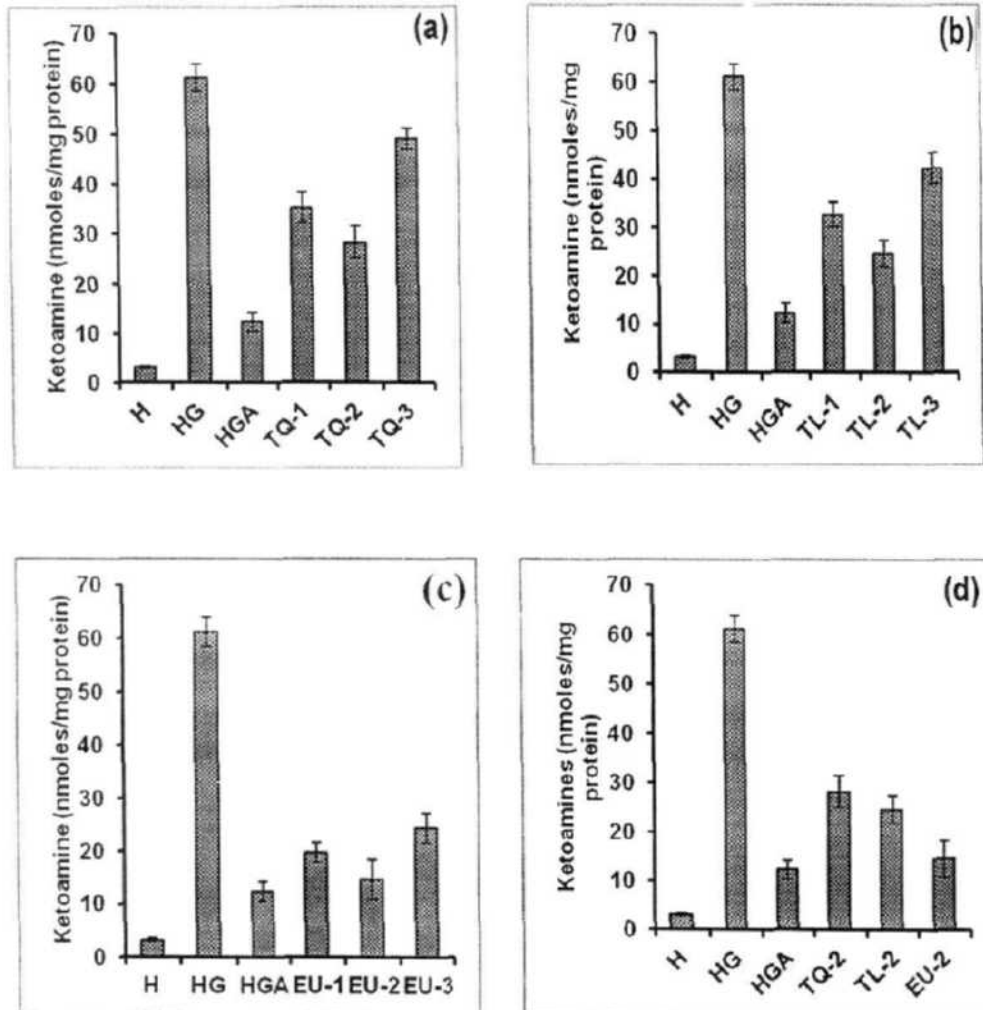 (a)
Ketoamine (nmoles/mg protein)
70
60
50
40
30
20
10
0
H HG HGA TQ-1 TQ-2 TQ-3
(b)
Ketoamine (nmoles/mg
protein)
70
60
50
40
30
20
10
0
H HG HGA TL-1 TL-2 TL-3
(c)
Ketoamine (nmoles/mg protein)
70
60
50
40
30
20
10
0
H HG HGA EU-1 EU-2 EU-3
(d)
Ketoamines (nmoles/mg
protein)
70
60
50
40
30
20
10
0
H HG HGA TQ-2 TL-2 EU-2